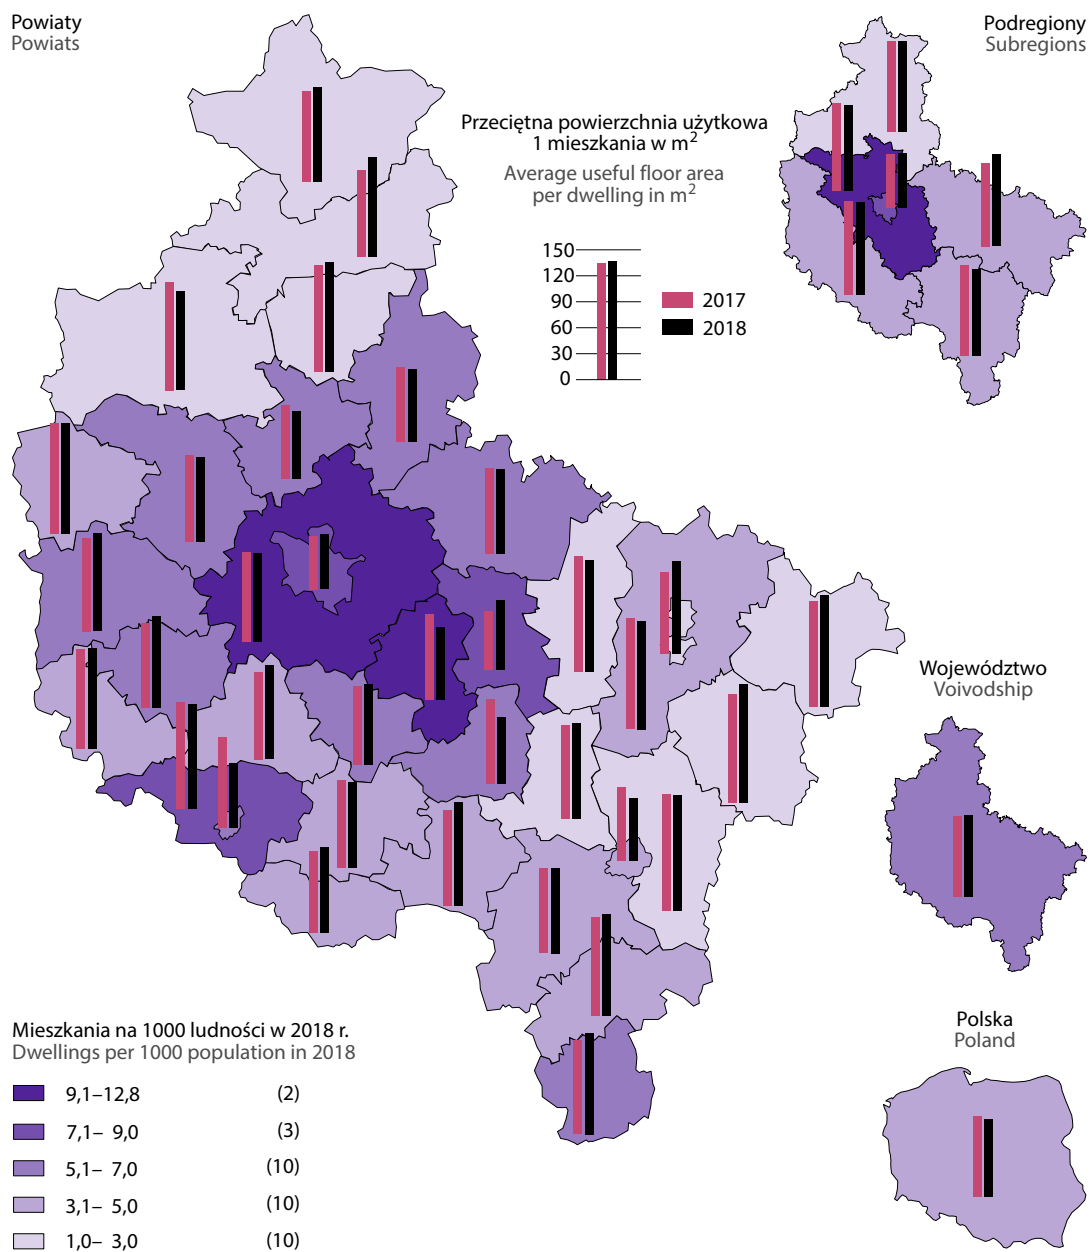 Powiaty
Powiats
Podregiony
Subregions
Przeciętna powierzchnia użytkowa
1 mieszkania w m²
Average useful floor area
per dwelling in m²
150
120
90
60
30
0
2017
2018
Województwo
Voivodship
Polska
Poland
Mieszkania na 1000 ludności w 2018 r.
Dwellings per 1000 population in 2018
9,1–12,8 (2)
7,1– 9,0 (3)
5,1– 7,0 (10)
3,1– 5,0 (10)
1,0– 3,0 (10)